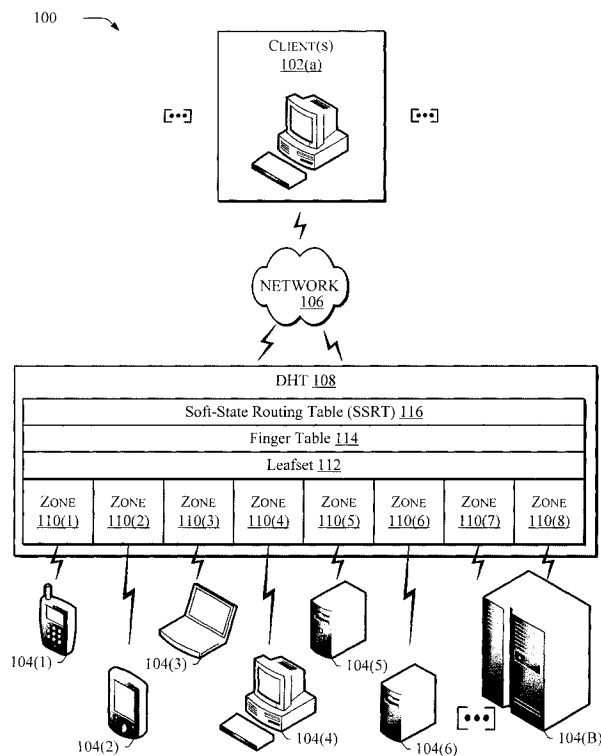 100
CLIENT(S)
102(a)
[•••]
[•••]
NETWORK
106
DHT 108
Soft-State Routing Table (SSRT) 116
Finger Table 114
Leafset 112
ZONE ZONE ZONE ZONE ZONE ZONE ZONE ZONE
110(1) 110(2) 110(3) 110(4) 110(5) 110(6) 110(7) 110(8)
104(1)
104(2)
104(3)
104(4)
104(5)
104(6)
[•••]
104(B)